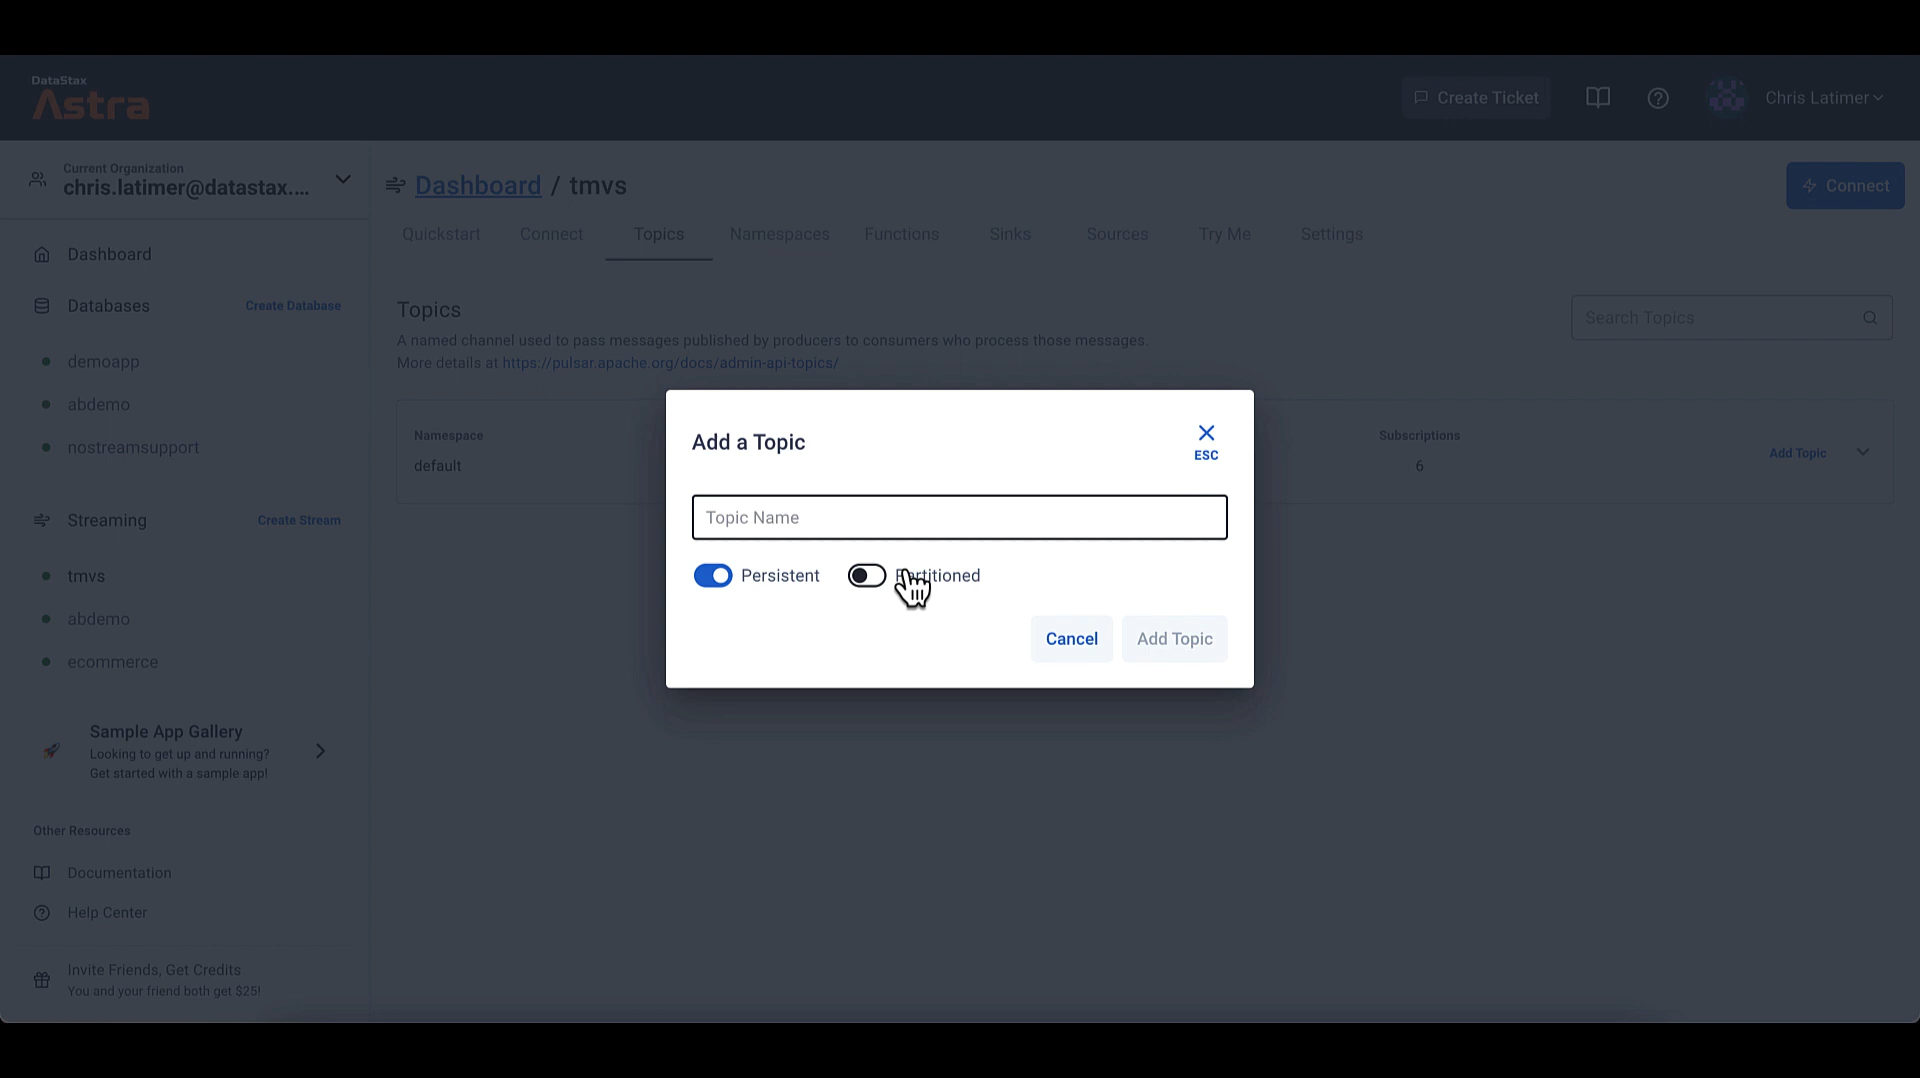 DataStax
Astra
Create Ticket
Chris Latimer
Current Organization
chris.latimer@datastax....
Dashboard / tmvs
Connect
Quickstart
Connect
Topics
Namespaces
Functions
Sinks
Sources
Try Me
Settings
Dashboard
Databases
Create Database
demoapp
abdemo
nostreamsupport
Streaming
Create Stream
tmvs
abdemo
ecommerce
Sample App Gallery
Looking to get up and running?
Get started with a sample app!
Other Resources
Documentation
Help Center
Invite Friends, Get Credits
You and your friend both get $25!
Topics
A named channel used to pass messages published by producers to consumers who process those messages.
More details at https://pulsar.apache.org/docs/admin-api-topics/
Search Topics
Namespace
default
Subscriptions
6
Add Topic
Add a Topic
ESC
Topic Name
Persistent
Partitioned
Cancel
Add Topic